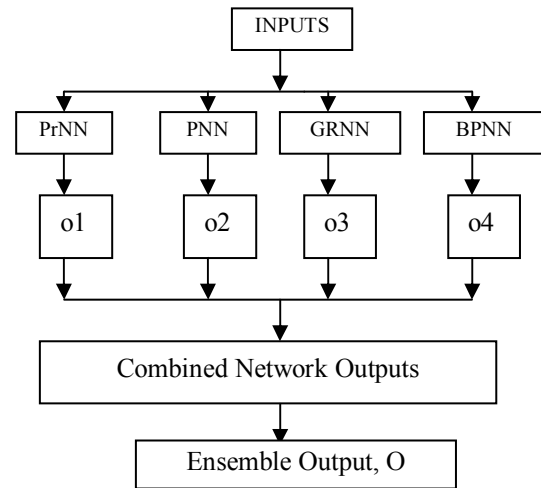 INPUTS
PrNN PNN GRNN BPNN
o1 o2 o3 o4
Combined Network Outputs
Ensemble Output, O